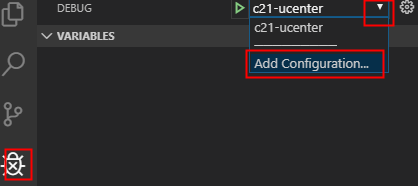 DEBUG
c21-ucenter
c21-ucenter
VARIABLES
Add Configuration...